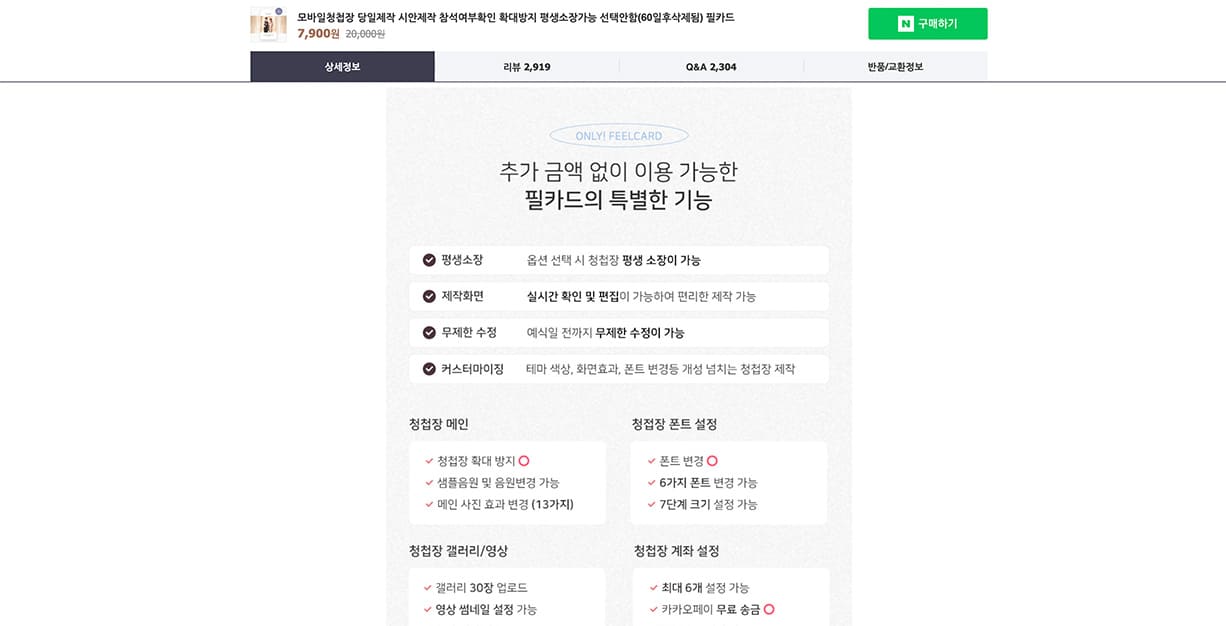 모바일청첩장 당일제작 시안제작 참석여부확인 확대방지 평생소장가능 선택안함(60일후삭제됨) 필카드
7,900원 20,000원
N 구매하기
상세정보
리뷰 2,919
Q&A 2,304
반품/교환정보
ONLY! FEELCARD
추가 금액 없이 이용 가능한
필카드의 특별한 기능
평생소장 옵션 선택 시 청첩장 평생 소장이 가능
제작화면 실시간 확인 및 편집이 가능하여 편리한 제작 가능
무제한 수정 예식일 전까지 무제한 수정이 가능
커스터마이징 테마 색상, 화면효과, 폰트 변경등 개성 넘치는 청첩장 제작
청첩장 메인
청첩장 확대 방지
샘플음원 및 음원변경 가능
메인 사진 효과 변경 (13가지)
청접장 폰트 설정
폰트 변경
6가지 폰트 변경 가능
7단계 크기 설정 가능
청첩장 갤러리/영상
갤러리 30장 업로드
영상 썸네일 설정 가능
청첩장 계좌 설정
최대 6개 설정 가능
카카오페이 무료 송금